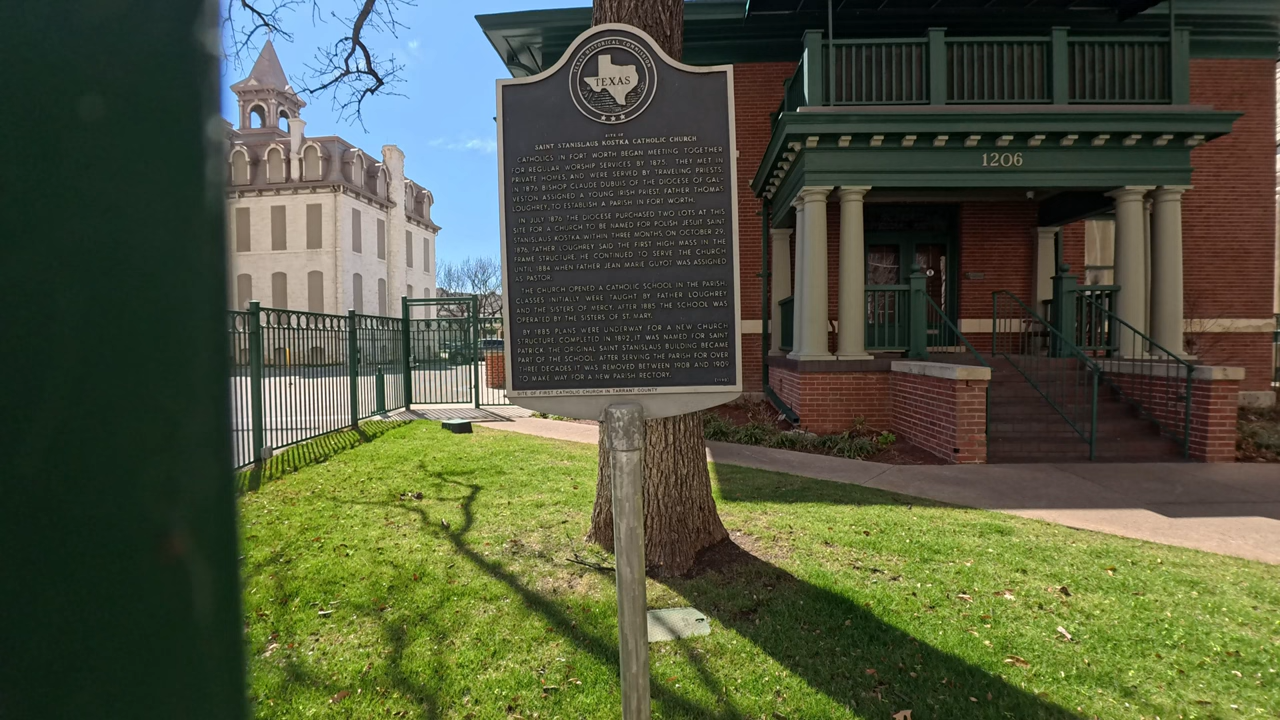 TEXAS HISTORICAL COMMISSION
TEXAS
SITE OF
SAINT STANISLAUS KOSTKA CATHOLIC CHURCH
CATHOLICS IN FORT WORTH BEGAN MEETING TOGETHER
FOR REGULAR WORSHIP SERVICES BY 1875. THEY MET IN
PRIVATE HOMES, AND WERE SERVED BY TRAVELING PRIESTS.
IN 1876 BISHOP CLAUDE DUBUIS OF THE DIOCESE OF GAL-
VESTON ASSIGNED A YOUNG IRISH PRIEST, FATHER THOMAS
LOUGHREY, TO ESTABLISH A PARISH IN FORT WORTH.
IN JULY 1876 THE DIOCESE PURCHASED TWO LOTS AT THIS
SITE FOR A CHURCH TO BE NAMED FOR POLISH JESUIT SAINT
STANISLAUS KOSTKA. WITHIN THREE MONTHS, ON OCTOBER 29,
1876, FATHER LOUGHREY SAID THE FIRST HIGH MASS IN THE
FRAME STRUCTURE. HE CONTINUED TO SERVE THE CHURCH
UNTIL 1884 WHEN FATHER JEAN MARIE GUYOT WAS ASSIGNED
AS PASTOR.
THE CHURCH OPENED A CATHOLIC SCHOOL IN THE PARISH.
CLASSES INITIALLY WERE TAUGHT BY FATHER LOUGHREY
AND THE SISTERS OF MERCY. AFTER 1885 THE SCHOOL WAS
OPERATED BY THE SISTERS OF ST. MARY.
BY 1885 PLANS WERE UNDERWAY FOR A NEW CHURCH
STRUCTURE. COMPLETED IN 1892, IT WAS NAMED FOR SAINT
PATRICK. THE ORIGINAL SAINT STANISLAUS BUILDING BECAME
PART OF THE SCHOOL. AFTER SERVING THE PARISH FOR OVER
THREE DECADES, IT WAS REMOVED BETWEEN 1908 AND 1909
TO MAKE WAY FOR A NEW PARISH RECTORY.
SITE OF FIRST CATHOLIC CHURCH IN TARRANT COUNTY
1206